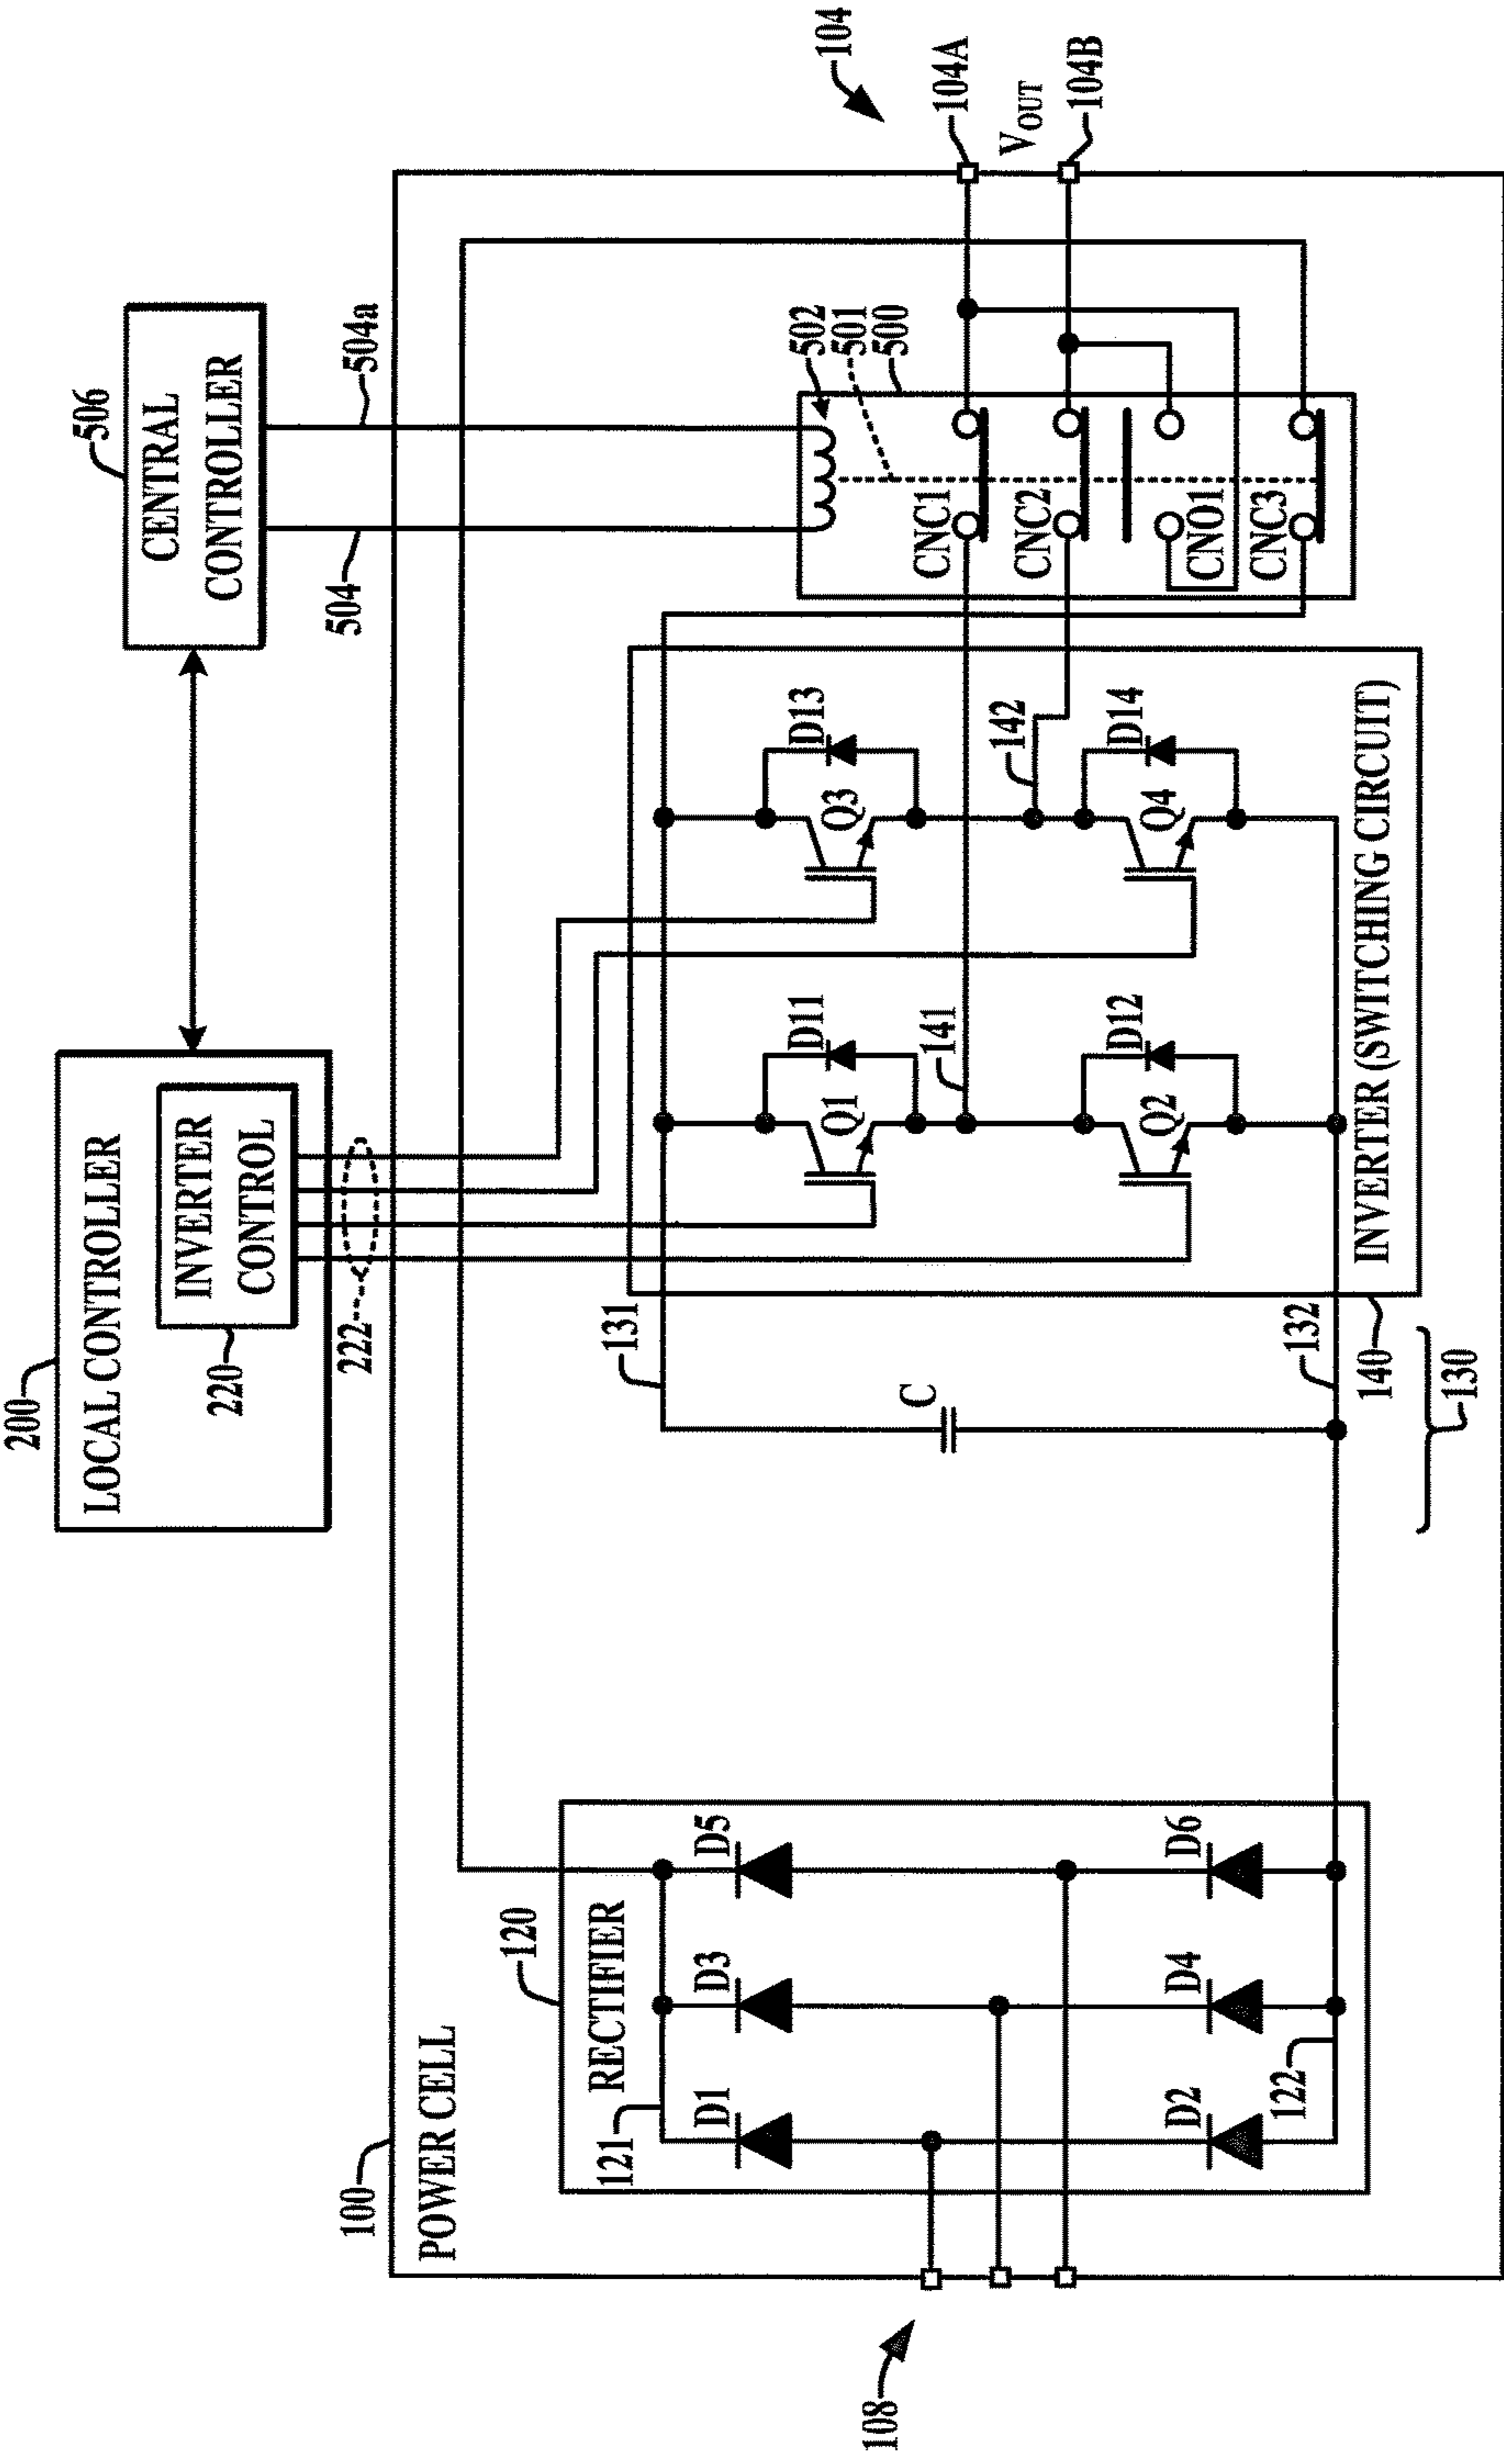 200
LOCAL CONTROLLER
INVERTER
CONTROL
220
222
506
CENTRAL
CONTROLLER
504
504a
100
POWER CELL
120
RECTIFIER
121
D1
D3
D5
D2
D4
D6
122
108
131
C
132
130
140
INVERTER (SWITCHING CIRCUIT)
D11
Q1
141
D12
Q2
D13
Q3
142
D14
Q4
502
501
500
CNC1
CNC2
CNO1
CNC3
104
104A
VOUT
104B